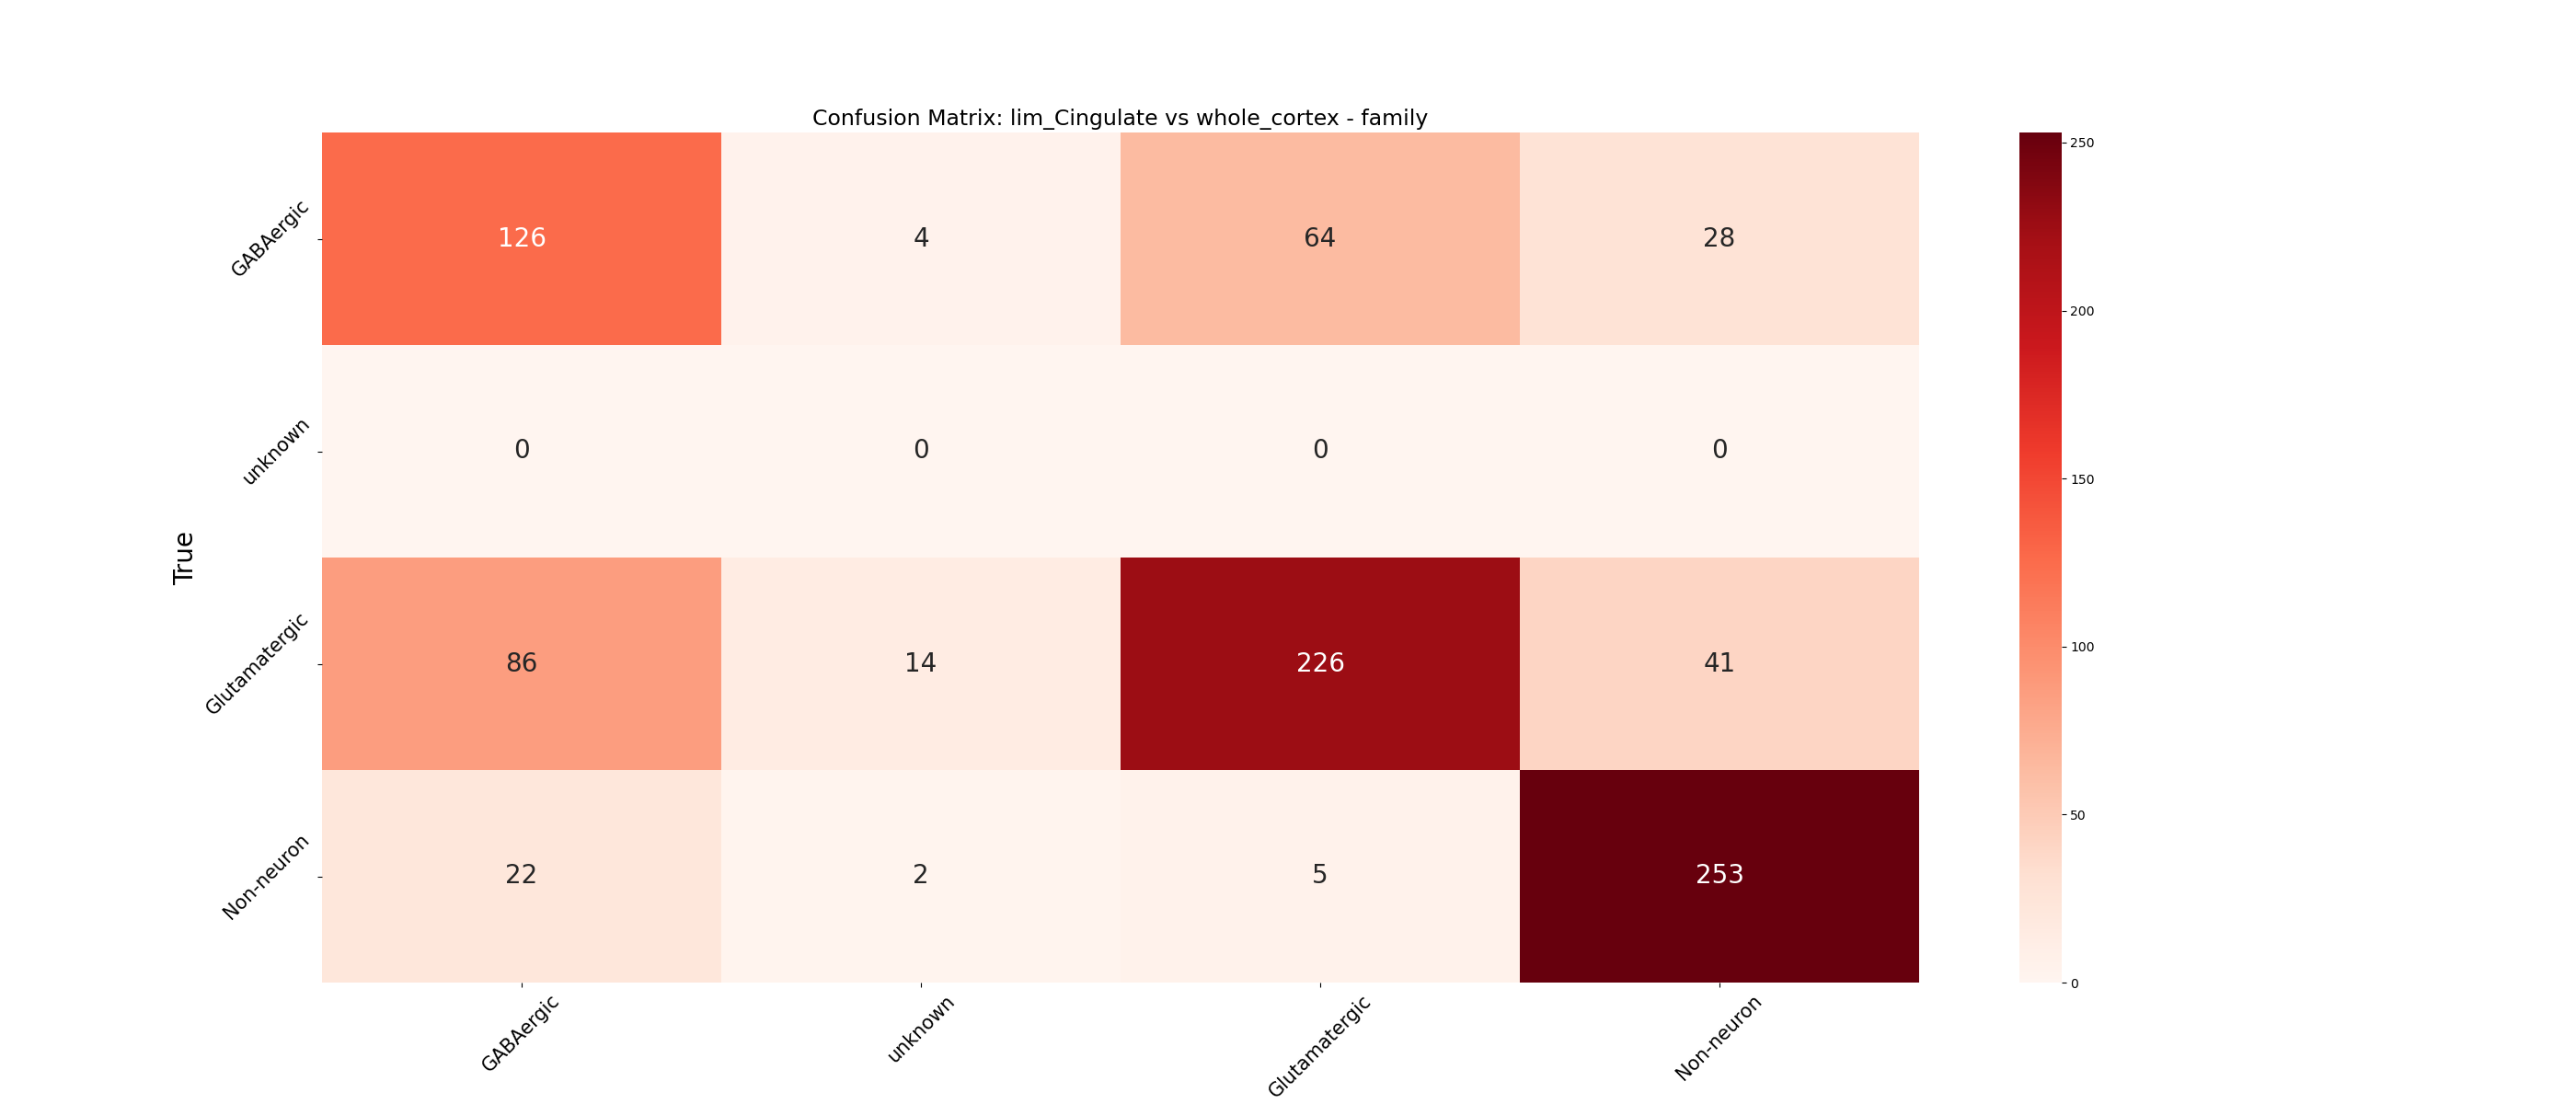 Confusion Matrix: lim_Cingulate vs whole_cortex - family
True
GABAergic
126 4 64 28
unknown
0 0 0 0
Glutamatergic
86 14 226 41
Non-neuron
22 2 5 253
GABAergic unknown Glutamatergic Non-neuron
250
200
150
100
50
0